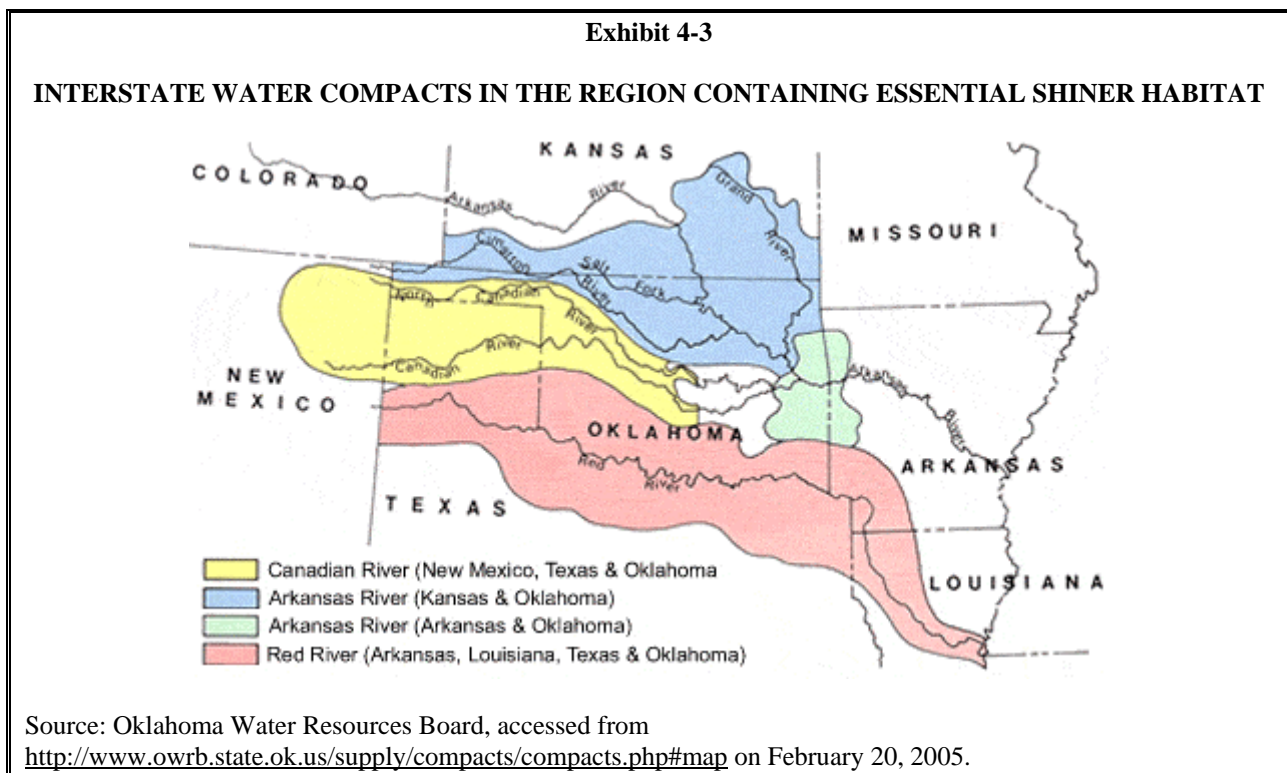 Exhibit 4-3
INTERSTATE WATER COMPACTS IN THE REGION CONTAINING ESSENTIAL SHINER HABITAT
KANSAS
COLORADO
Arkansas River
Grand River
MISSOURI
Cimarron River
Salt Fork
North Canadian River
Canadian River
Arkansas River
NEW MEXICO
OKLAHOMA
ARKANSAS
Red River
TEXAS
LOUISIANA
Canadian River (New Mexico, Texas & Oklahoma
Arkansas River (Kansas & Oklahoma)
Arkansas River (Arkansas & Oklahoma)
Red River (Arkansas, Louisiana, Texas & Oklahoma)
Source: Oklahoma Water Resources Board, accessed from
http://www.owrb.state.ok.us/supply/compacts/compacts.php#map on February 20, 2005.